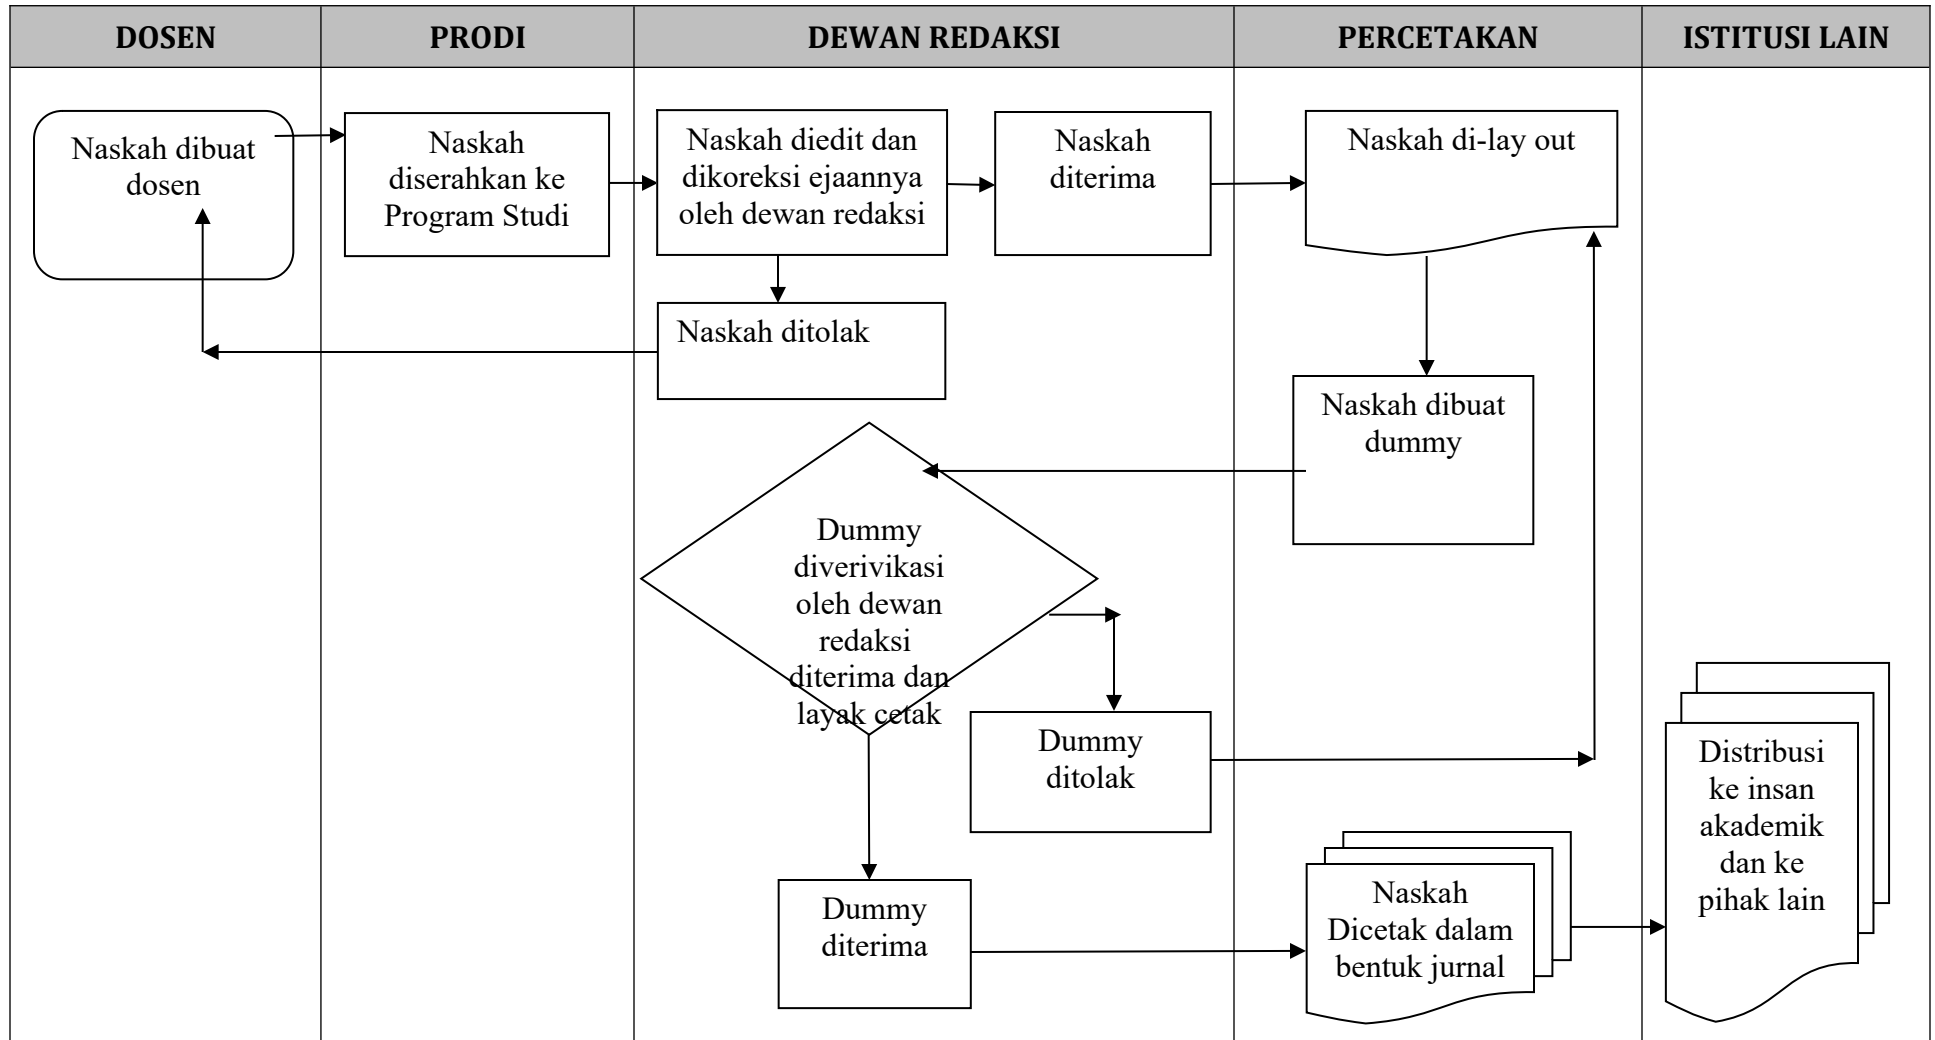 DOSEN
PRODI
DEWAN REDAKSI
PERCETAKAN
ISTITUSI LAIN
Naskah dibuat
dosen
Naskah
diserahkan ke
Program Studi
Naskah diedit dan
dikoreksi ejaannya
oleh dewan redaksi
Naskah
diterima
Naskah di-lay out
Naskah ditolak
Naskah dibuat
dummy
Dummy
diverivikasi
oleh dewan
redaksi
diterima dan
layak cetak
Dummy
ditolak
Dummy
diterima
Naskah
Dicetak dalam
bentuk jurnal
Distribusi
ke insan
akademik
dan ke
pihak lain